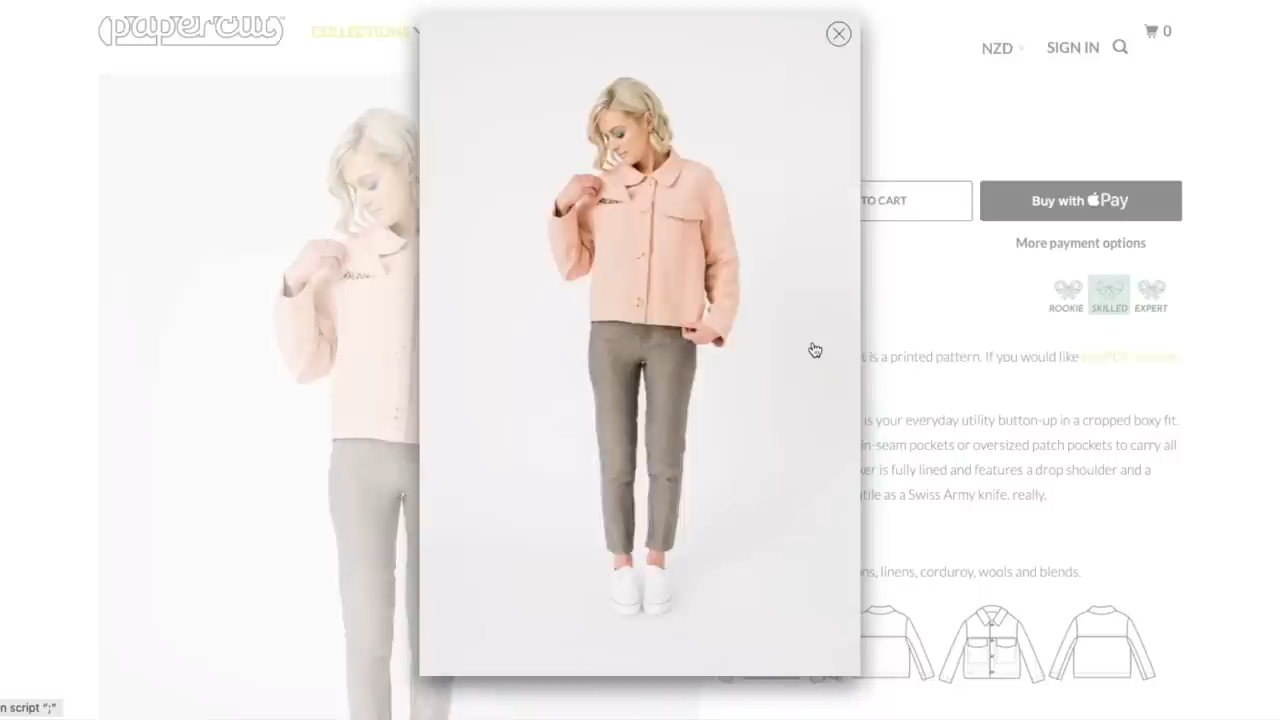 papercut
COLLECTIONS
NZD
SIGN IN
0
TO CART
Buy with Pay
More payment options
ROOKIE
SKILLED
EXPERT
is a printed pattern. If you would like
is your everyday utility button-up in a cropped boxy fit.
in-seam pockets or oversized patch pockets to carry all
er is fully lined and features a drop shoulder and a
tile as a Swiss Army knife. really.
ns, linens, corduroy, wools and blends.
n script ";"